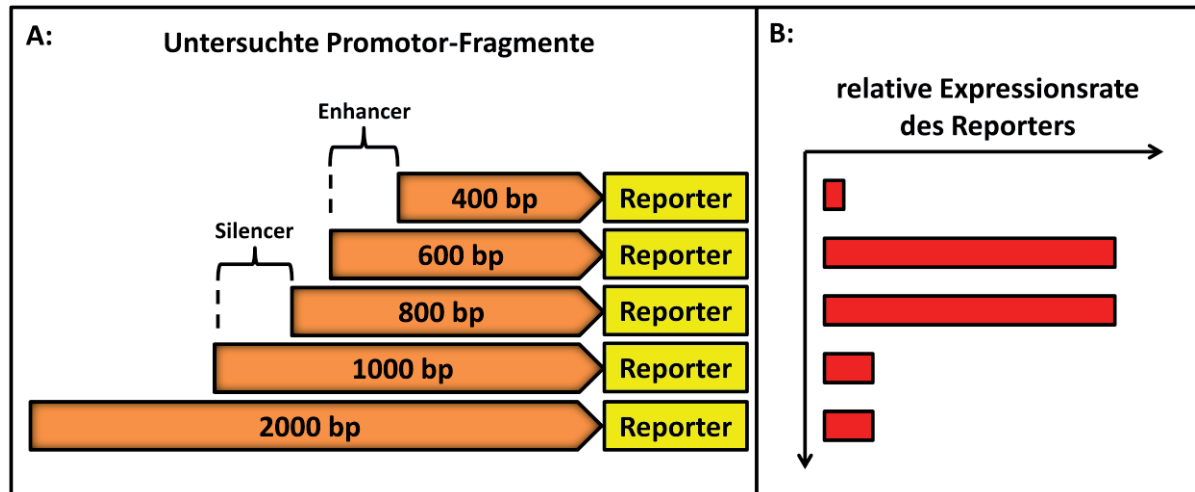 A:
Untersuchte Promotor-Fragmente
Enhancer
400 bp Reporter
Silencer
600 bp Reporter
800 bp Reporter
1000 bp Reporter
2000 bp Reporter
B:
relative Expressionsrate
des Reporters